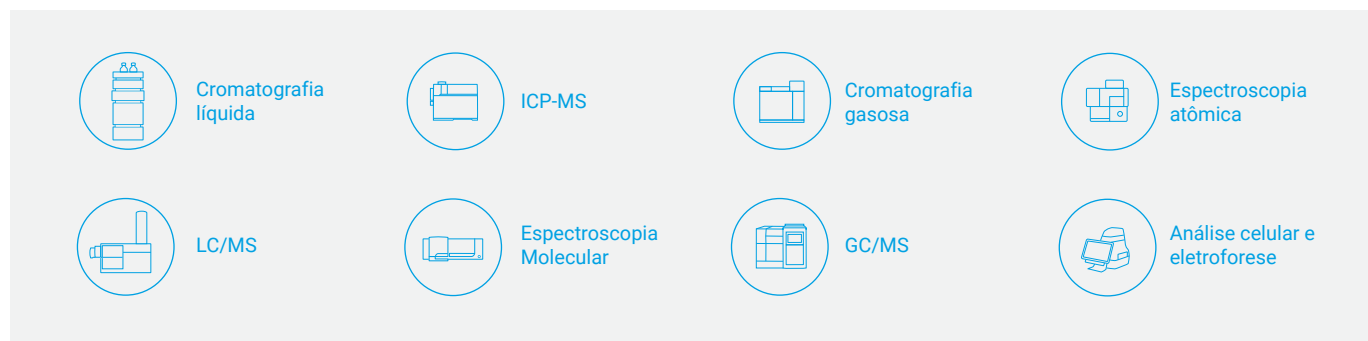 Cromatografia
líquida
ICP-MS
Cromatografia
gasosa
Espectroscopia
atômica
LC/MS
Espectroscopia
Molecular
GC/MS
Análise celular e
eletroforese